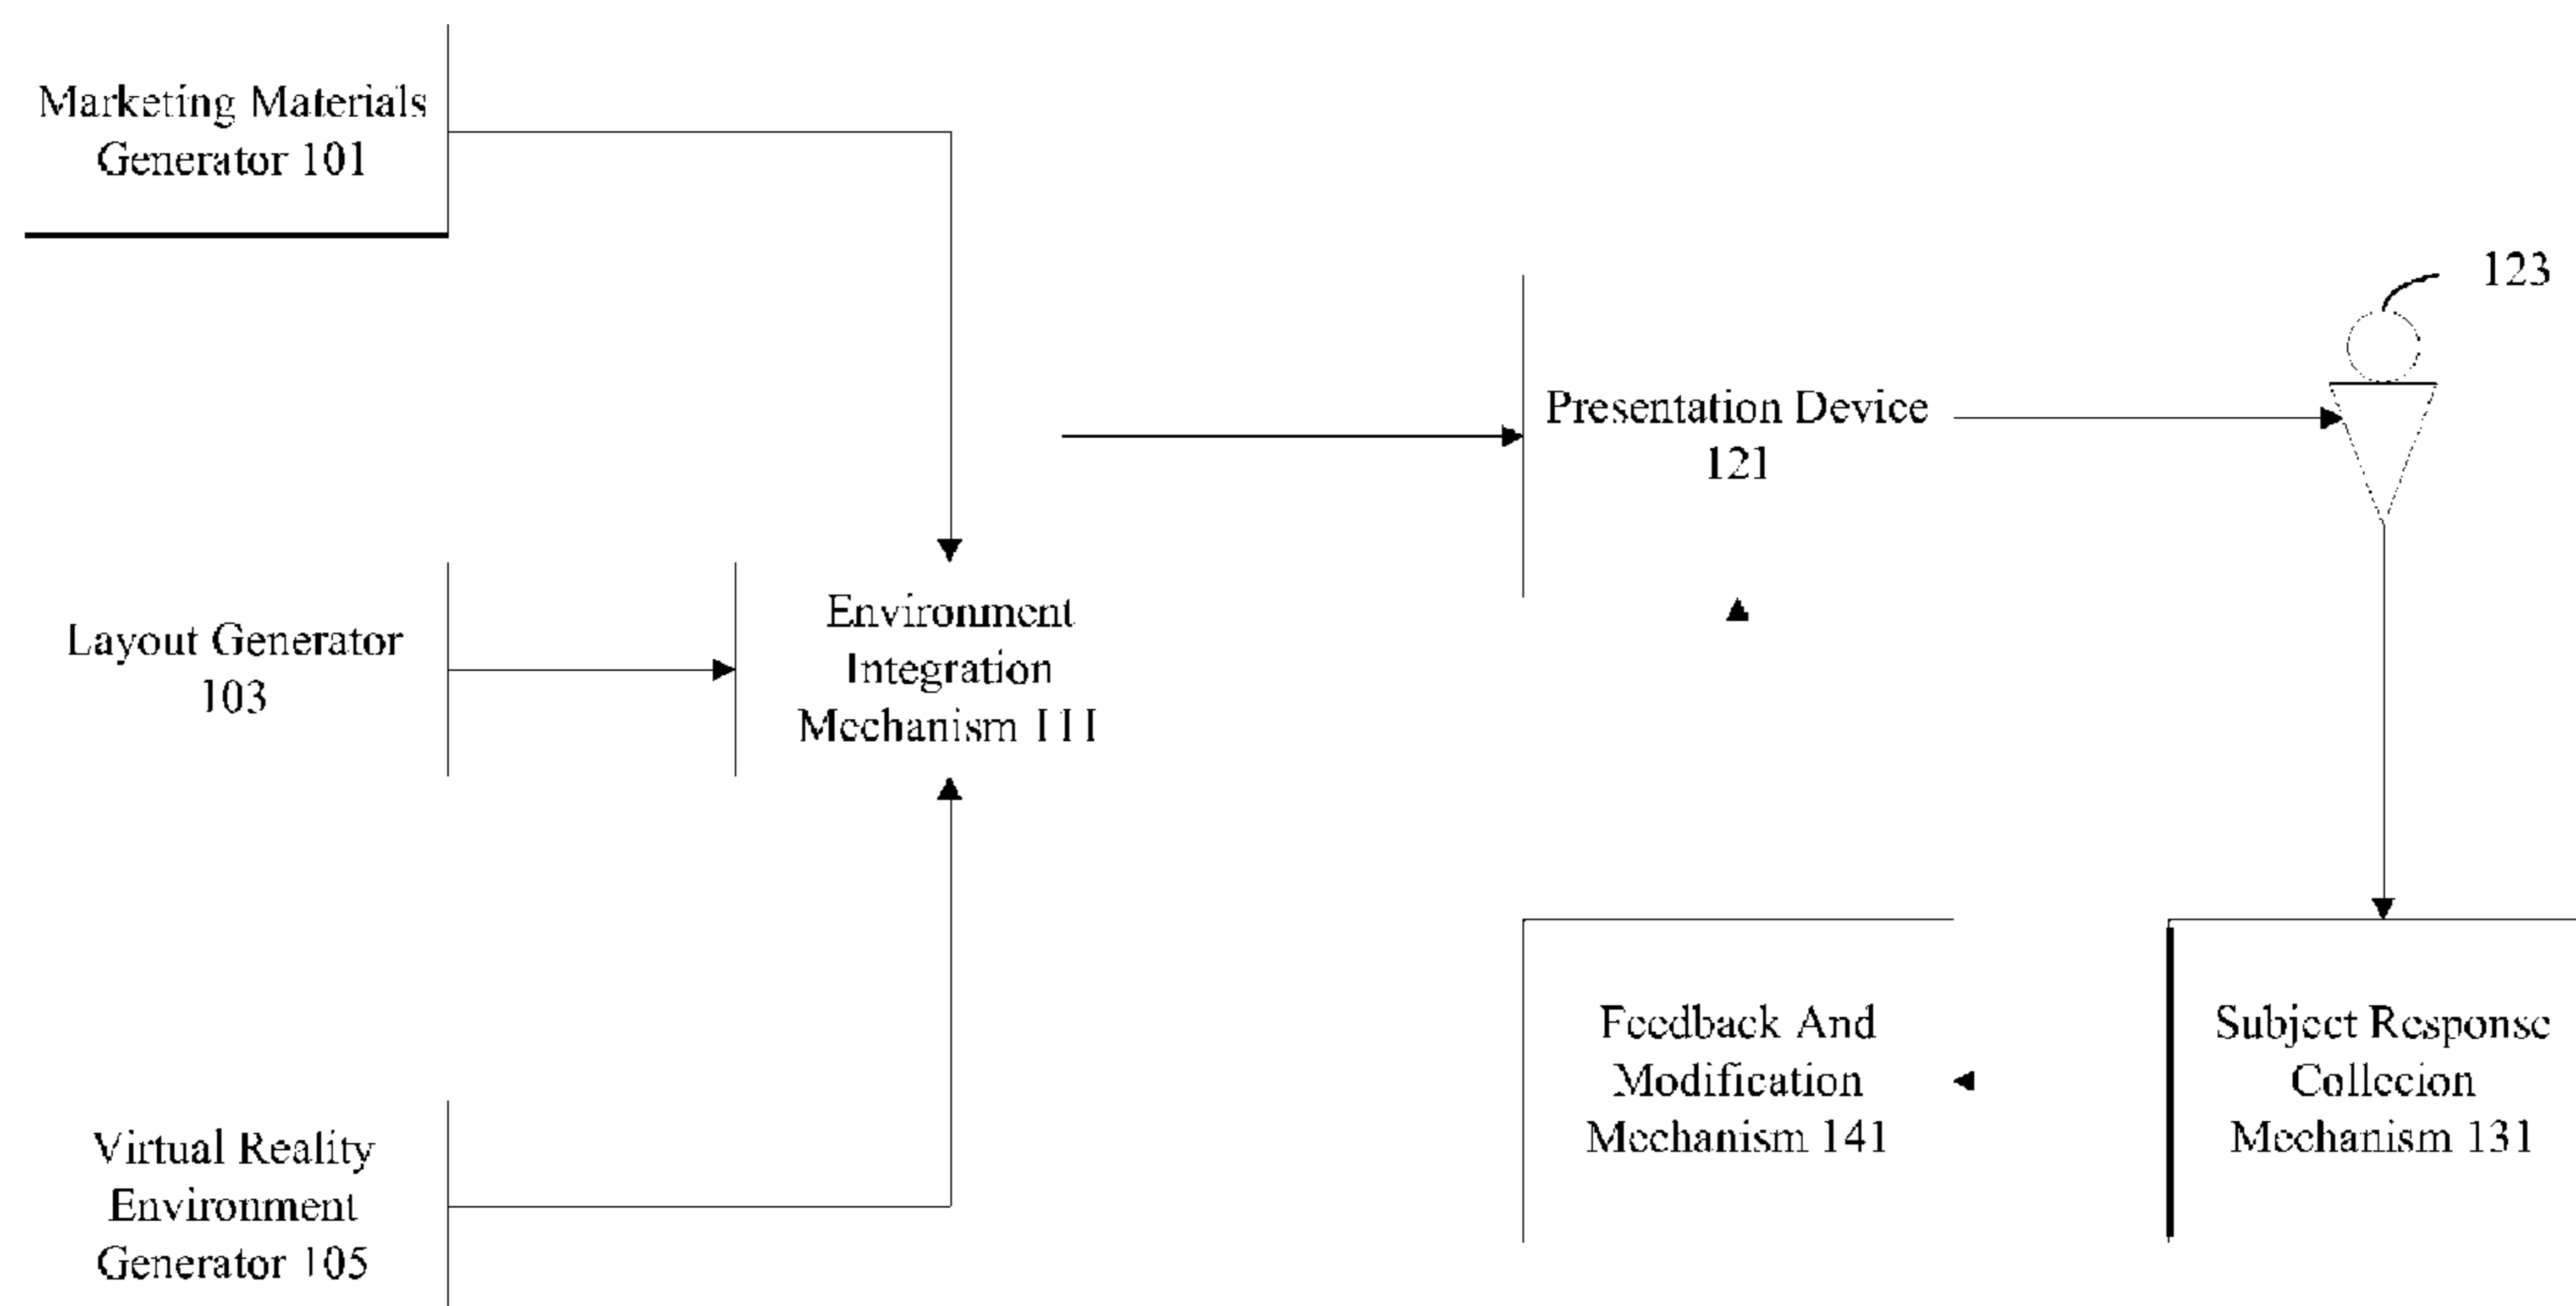 Marketing Materials
Generator 101
123
Presentation Device
121
Layout Generator
103
Environment
Integration
Mechanism 111
Feedback And
Modification
Mechanism 141
Subject Response
Collecion
Mechanism 131
Virtual Reality
Environment
Generator 105